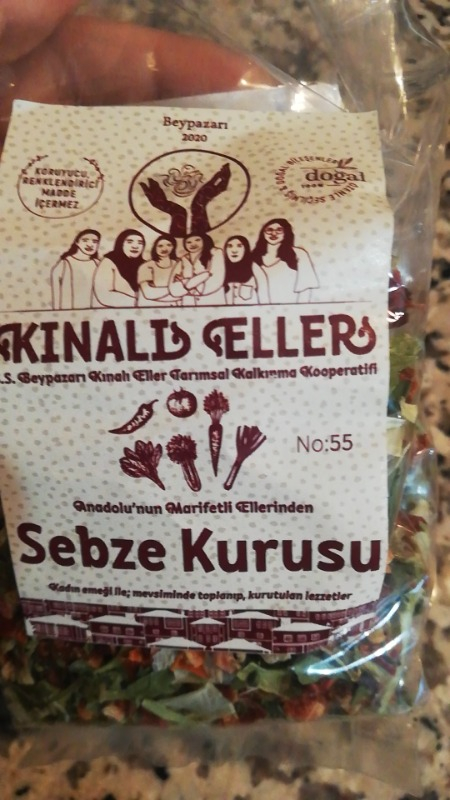 Beypazarı
2020
KORUYUCU,
RENKLENDİRİCİ
MADDE
İÇERMEZ.
doğal
KINALI ELLER
.S. Beypazarı Kınalı Eller Tarımsal Kalkınma Kooperatifi
No:55
Anadolu'nun Marifetli Ellerinden
Sebze Kurusu
Kadın emeği ile; mevsiminde toplanıp, kurutulan lezzetler